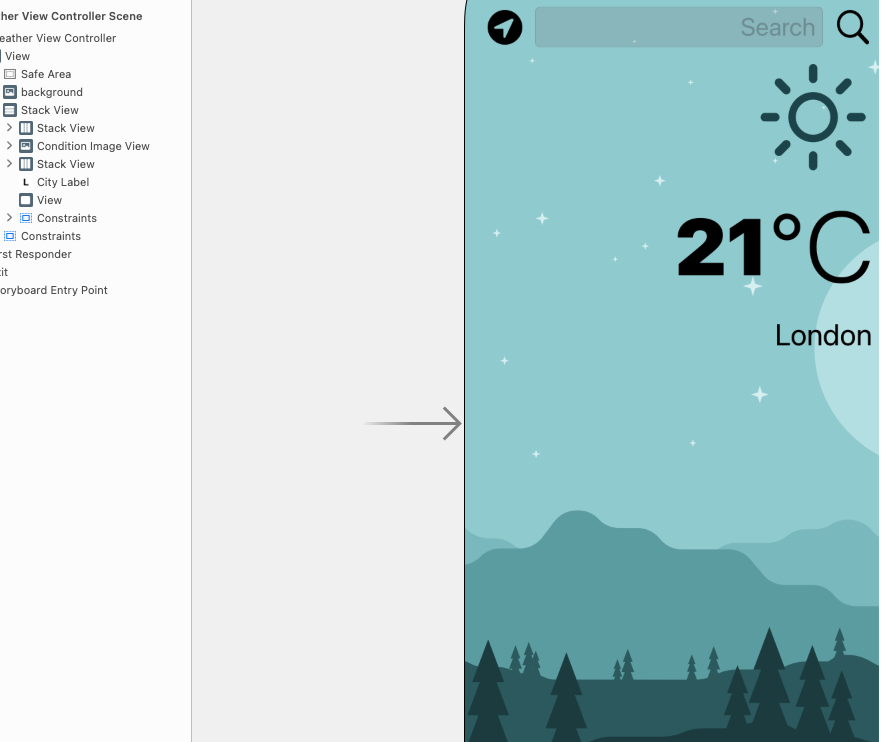 her View Controller Scene
eather View Controller
View
Safe Area
background
Stack View
Stack View
Condition Image View
Stack View
L City Label
View
Constraints
Constraints
rst Responder
it
oryboard Entry Point
Search
21°C
London